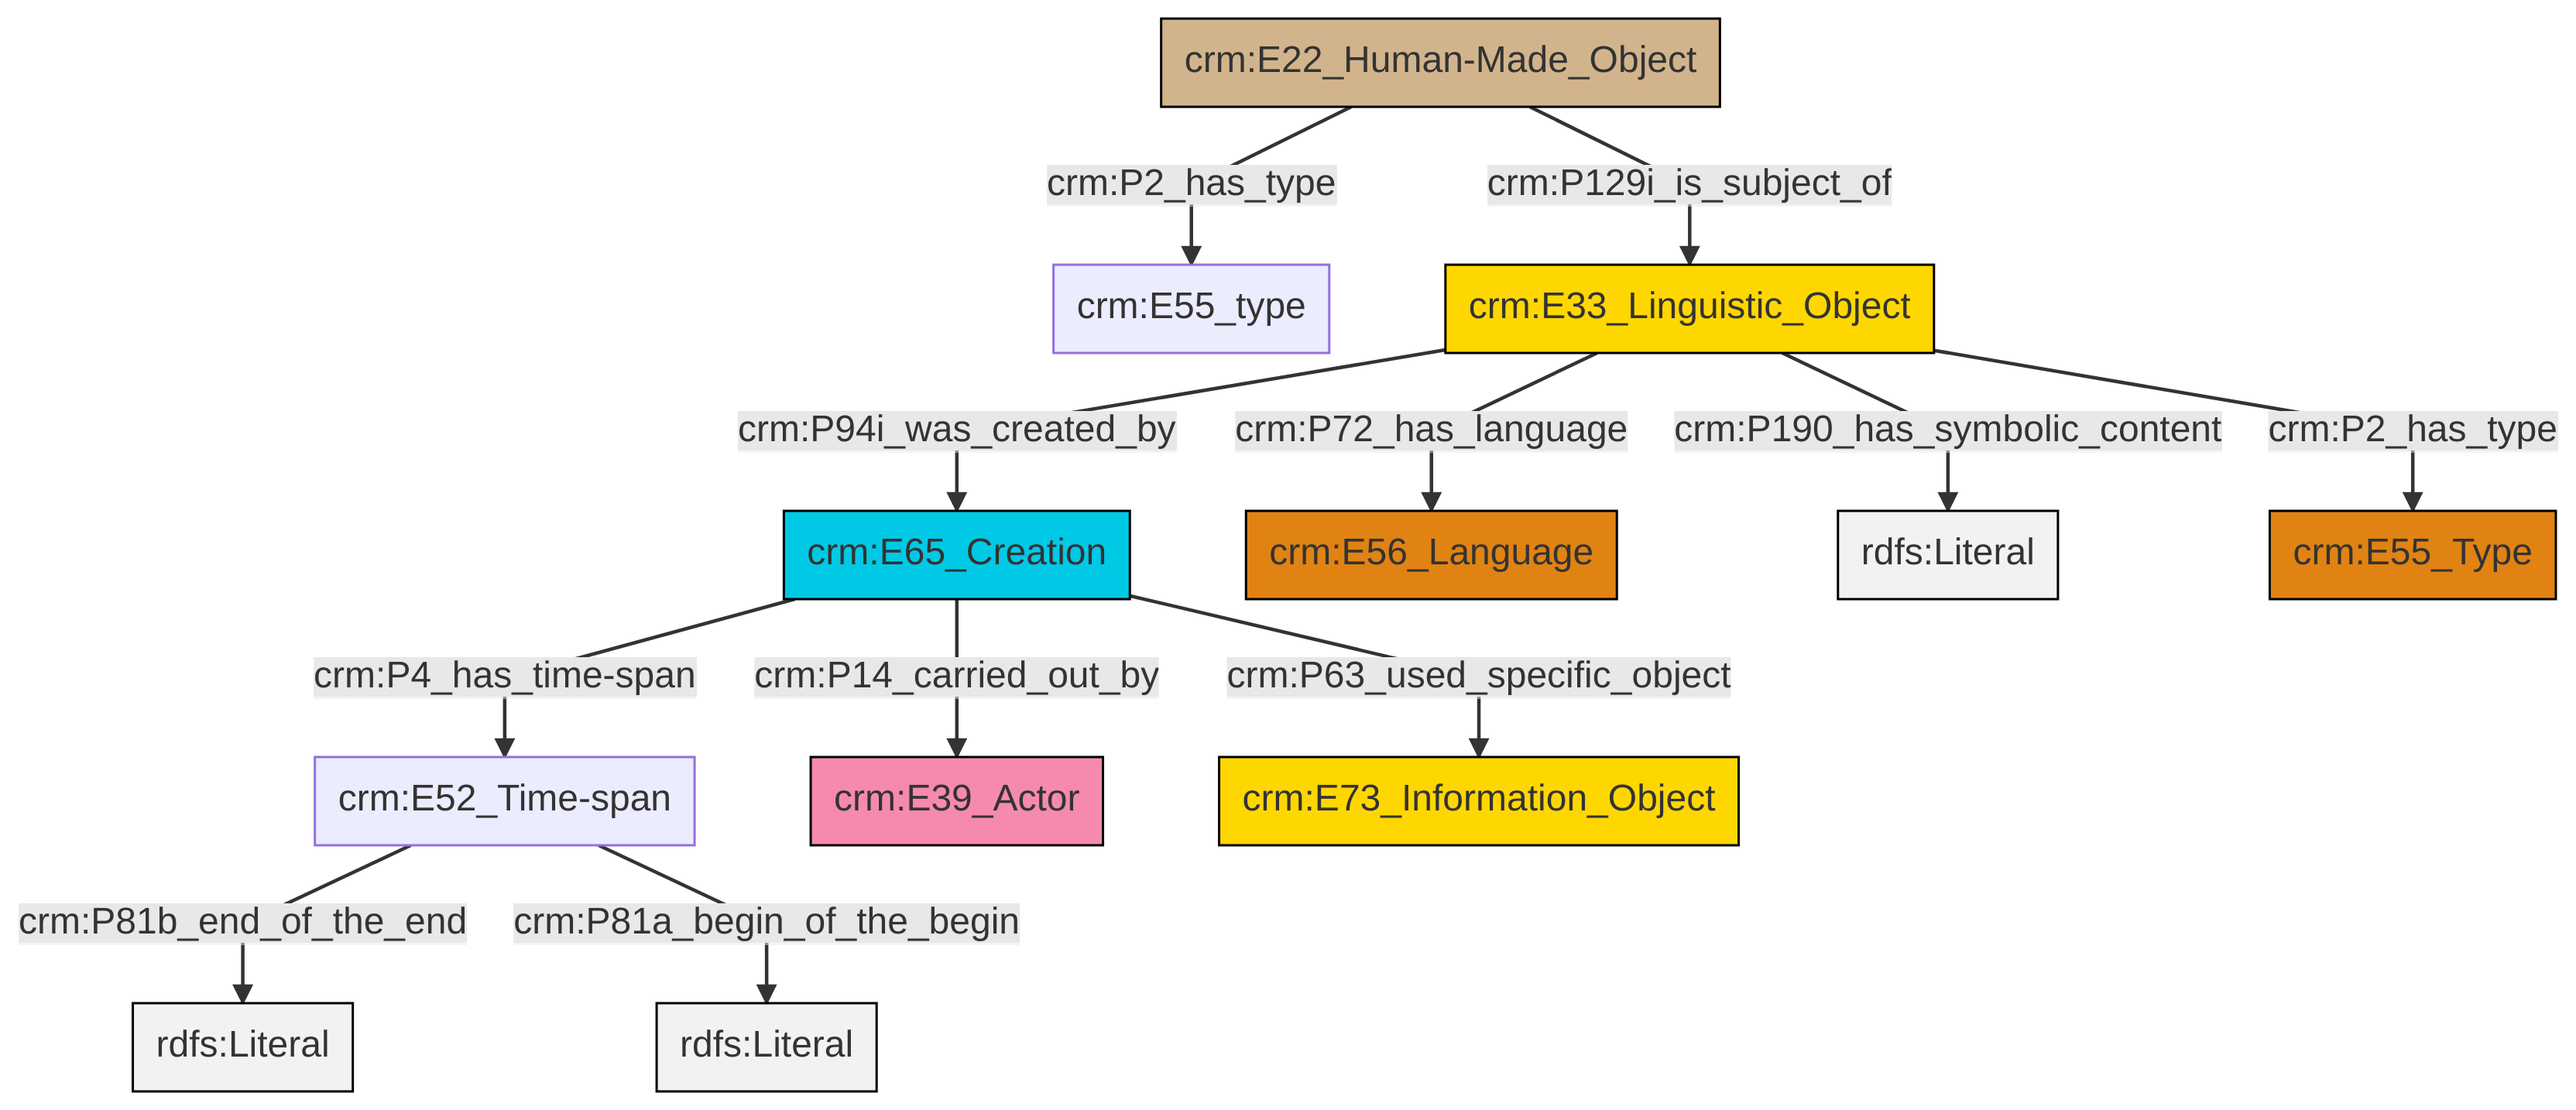 crm:E22_Human-Made_Object
crm:P2_has_type
crm:P129i_is_subject_of
crm:E55_type
crm:E33_Linguistic_Object
crm:P94i_was_created_by
crm:P72_has_language
crm:P190_has_symbolic_content
crm:P2_has_type
crm:E65_Creation
crm:E56_Language
rdfs:Literal
crm:E55_Type
crm:P4_has_time-span
crm:P14_carried_out_by
crm:P63_used_specific_object
crm:E52_Time-span
crm:E39_Actor
crm:E73_Information_Object
crm:P81b_end_of_the_end
crm:P81a_begin_of_the_begin
rdfs:Literal
rdfs:Literal